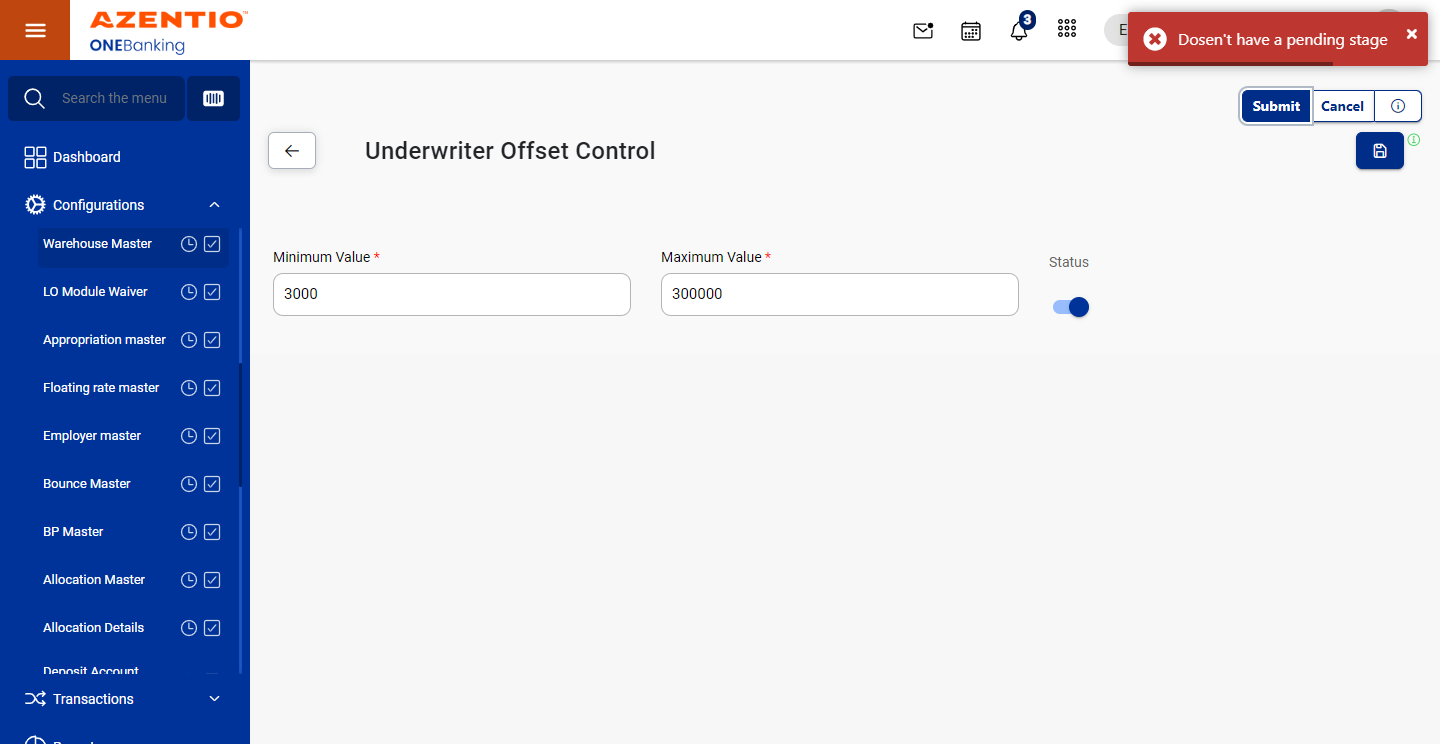 AZENTIO™
ONEBanking
3
E
Dosen't have a pending stage
Search the menu
Submit
Cancel
Dashboard
Underwriter Offset Control
Configurations
Warehouse Master
LO Module Waiver
Appropriation master
Floating rate master
Employer master
Bounce Master
BP Master
Allocation Master
Allocation Details
Deposit Account
Transactions
Minimum Value *
Maximum Value *
Status
3000
300000